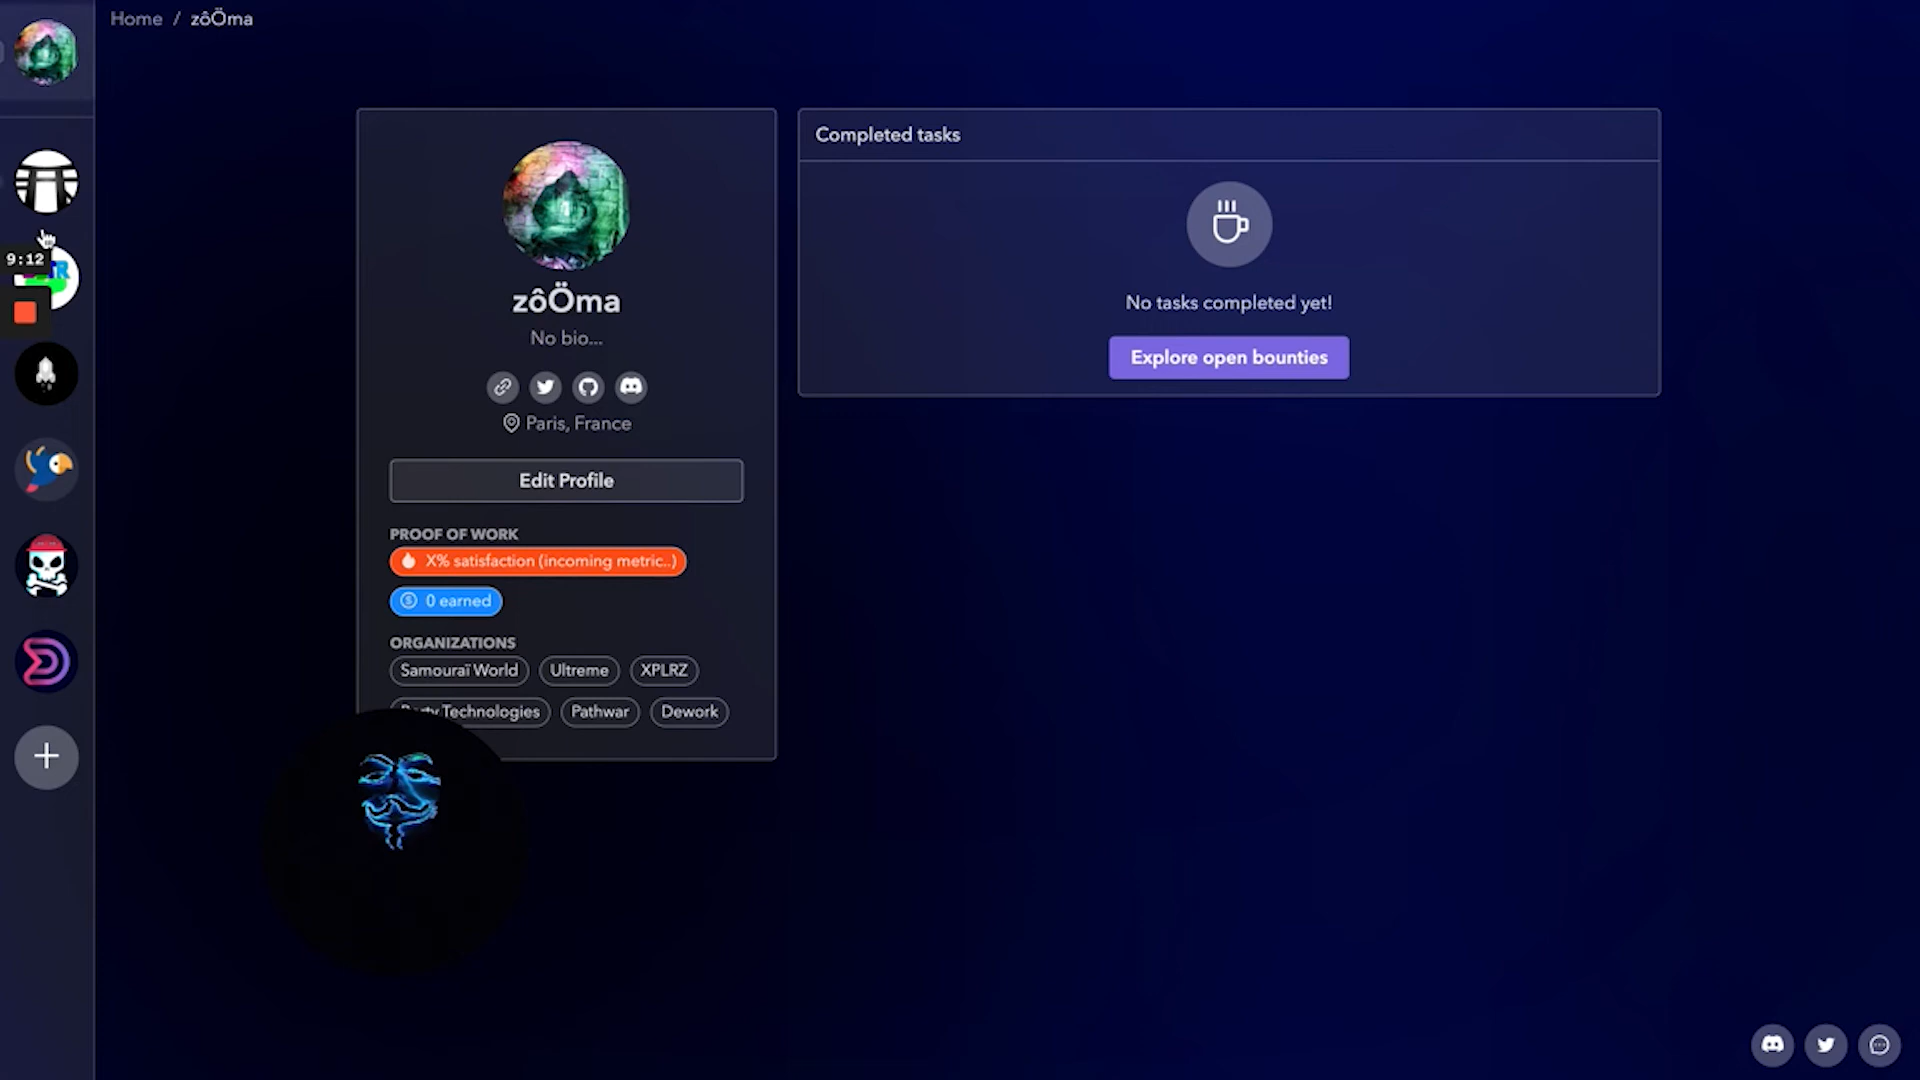 Home / zôÖma
9:12
zôÖma
No bio...
Paris, France
Edit Profile
PROOF OF WORK
X% satisfaction (incoming metric..)
0 earned
ORGANIZATIONS
Samouraï World Ultreme XPLRZ
Technologies Pathwar Dework
Completed tasks
No tasks completed yet!
Explore open bounties